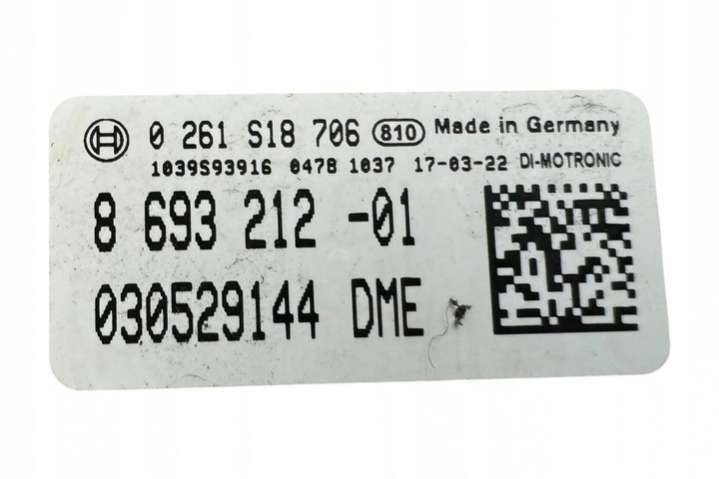 0 261 S18 706 810 Made in Germany
1039S93916 0478 1037 17-03-22 DI-MOTRONIC
8 693 212 -01
030529144 DME